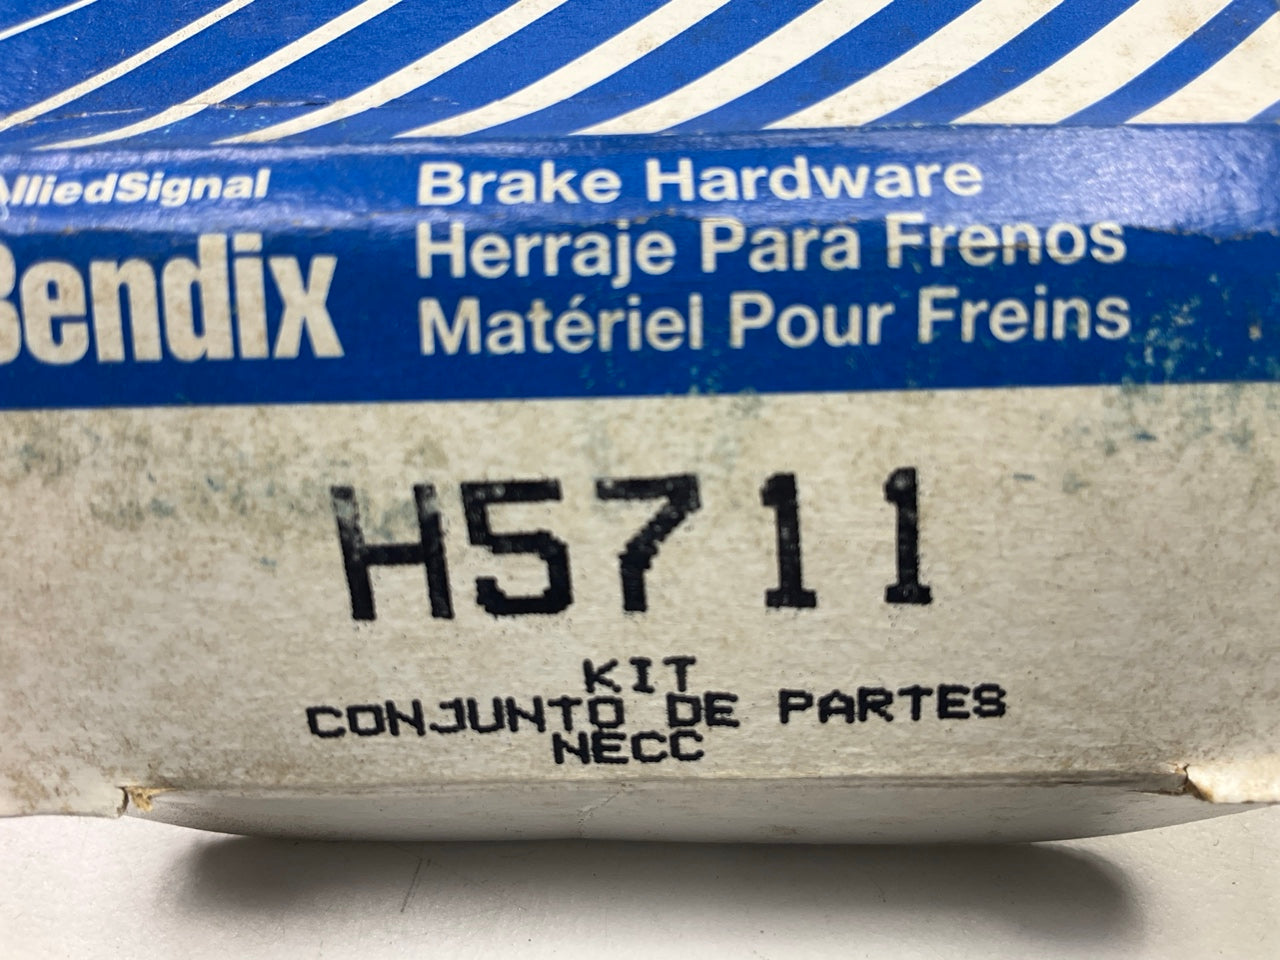 AlliedSignal
Bendix
Brake Hardware
Herraje Para Frenos
Matériel Pour Freins
H5711
KIT
CONJUNTO DE PARTES
NECC